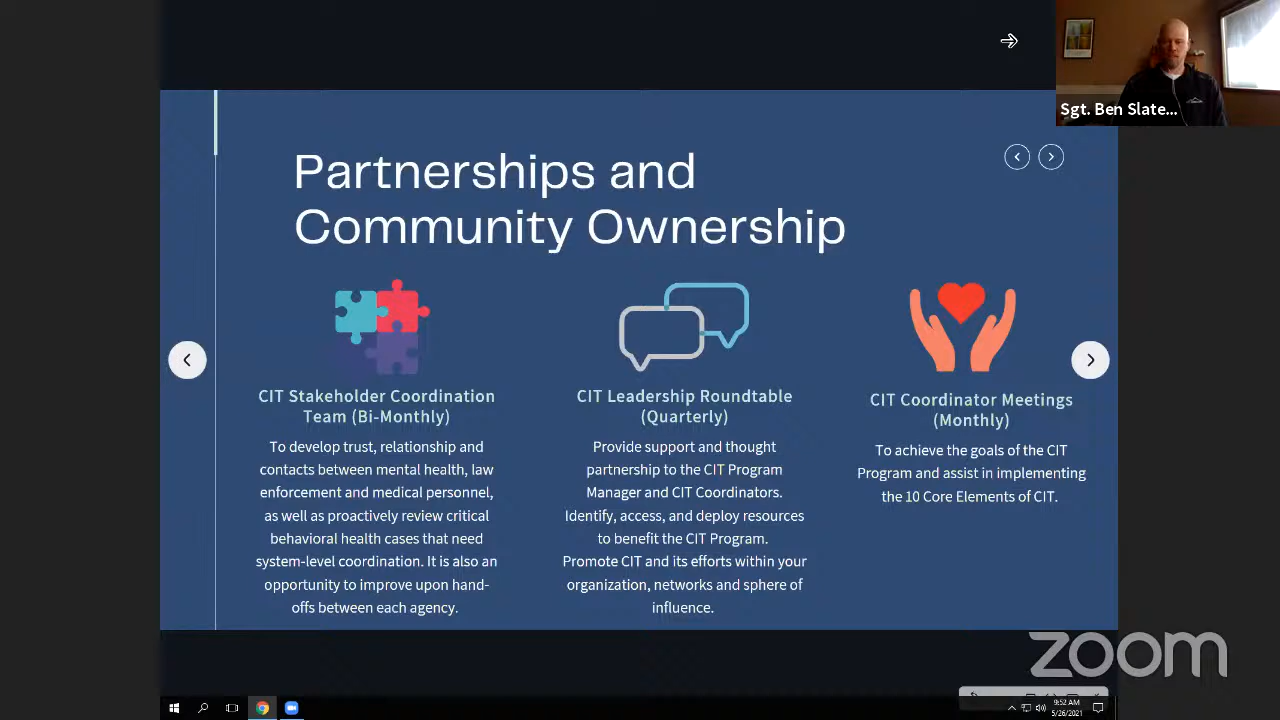 Sgt. Ben Slate...
Partnerships and
Community Ownership
CIT Stakeholder Coordination
Team (Bi-Monthly)
To develop trust, relationship and
contacts between mental health, law
enforcement and medical personnel,
as well as proactively review critical
behavioral health cases that need
system-level coordination. It is also an
opportunity to improve upon hand-
offs between each agency.
CIT Leadership Roundtable
(Quarterly)
Provide support and thought
partnership to the CIT Program
Manager and CIT Coordinators.
Identify, access, and deploy resources
to benefit the CIT Program.
Promote CIT and its efforts within your
organization, networks and sphere of
influence.
CIT Coordinator Meetings
(Monthly)
To achieve the goals of the CIT
Program and assist in implementing
the 10 Core Elements of CIT.
zoom
9:52 AM
5/26/2021